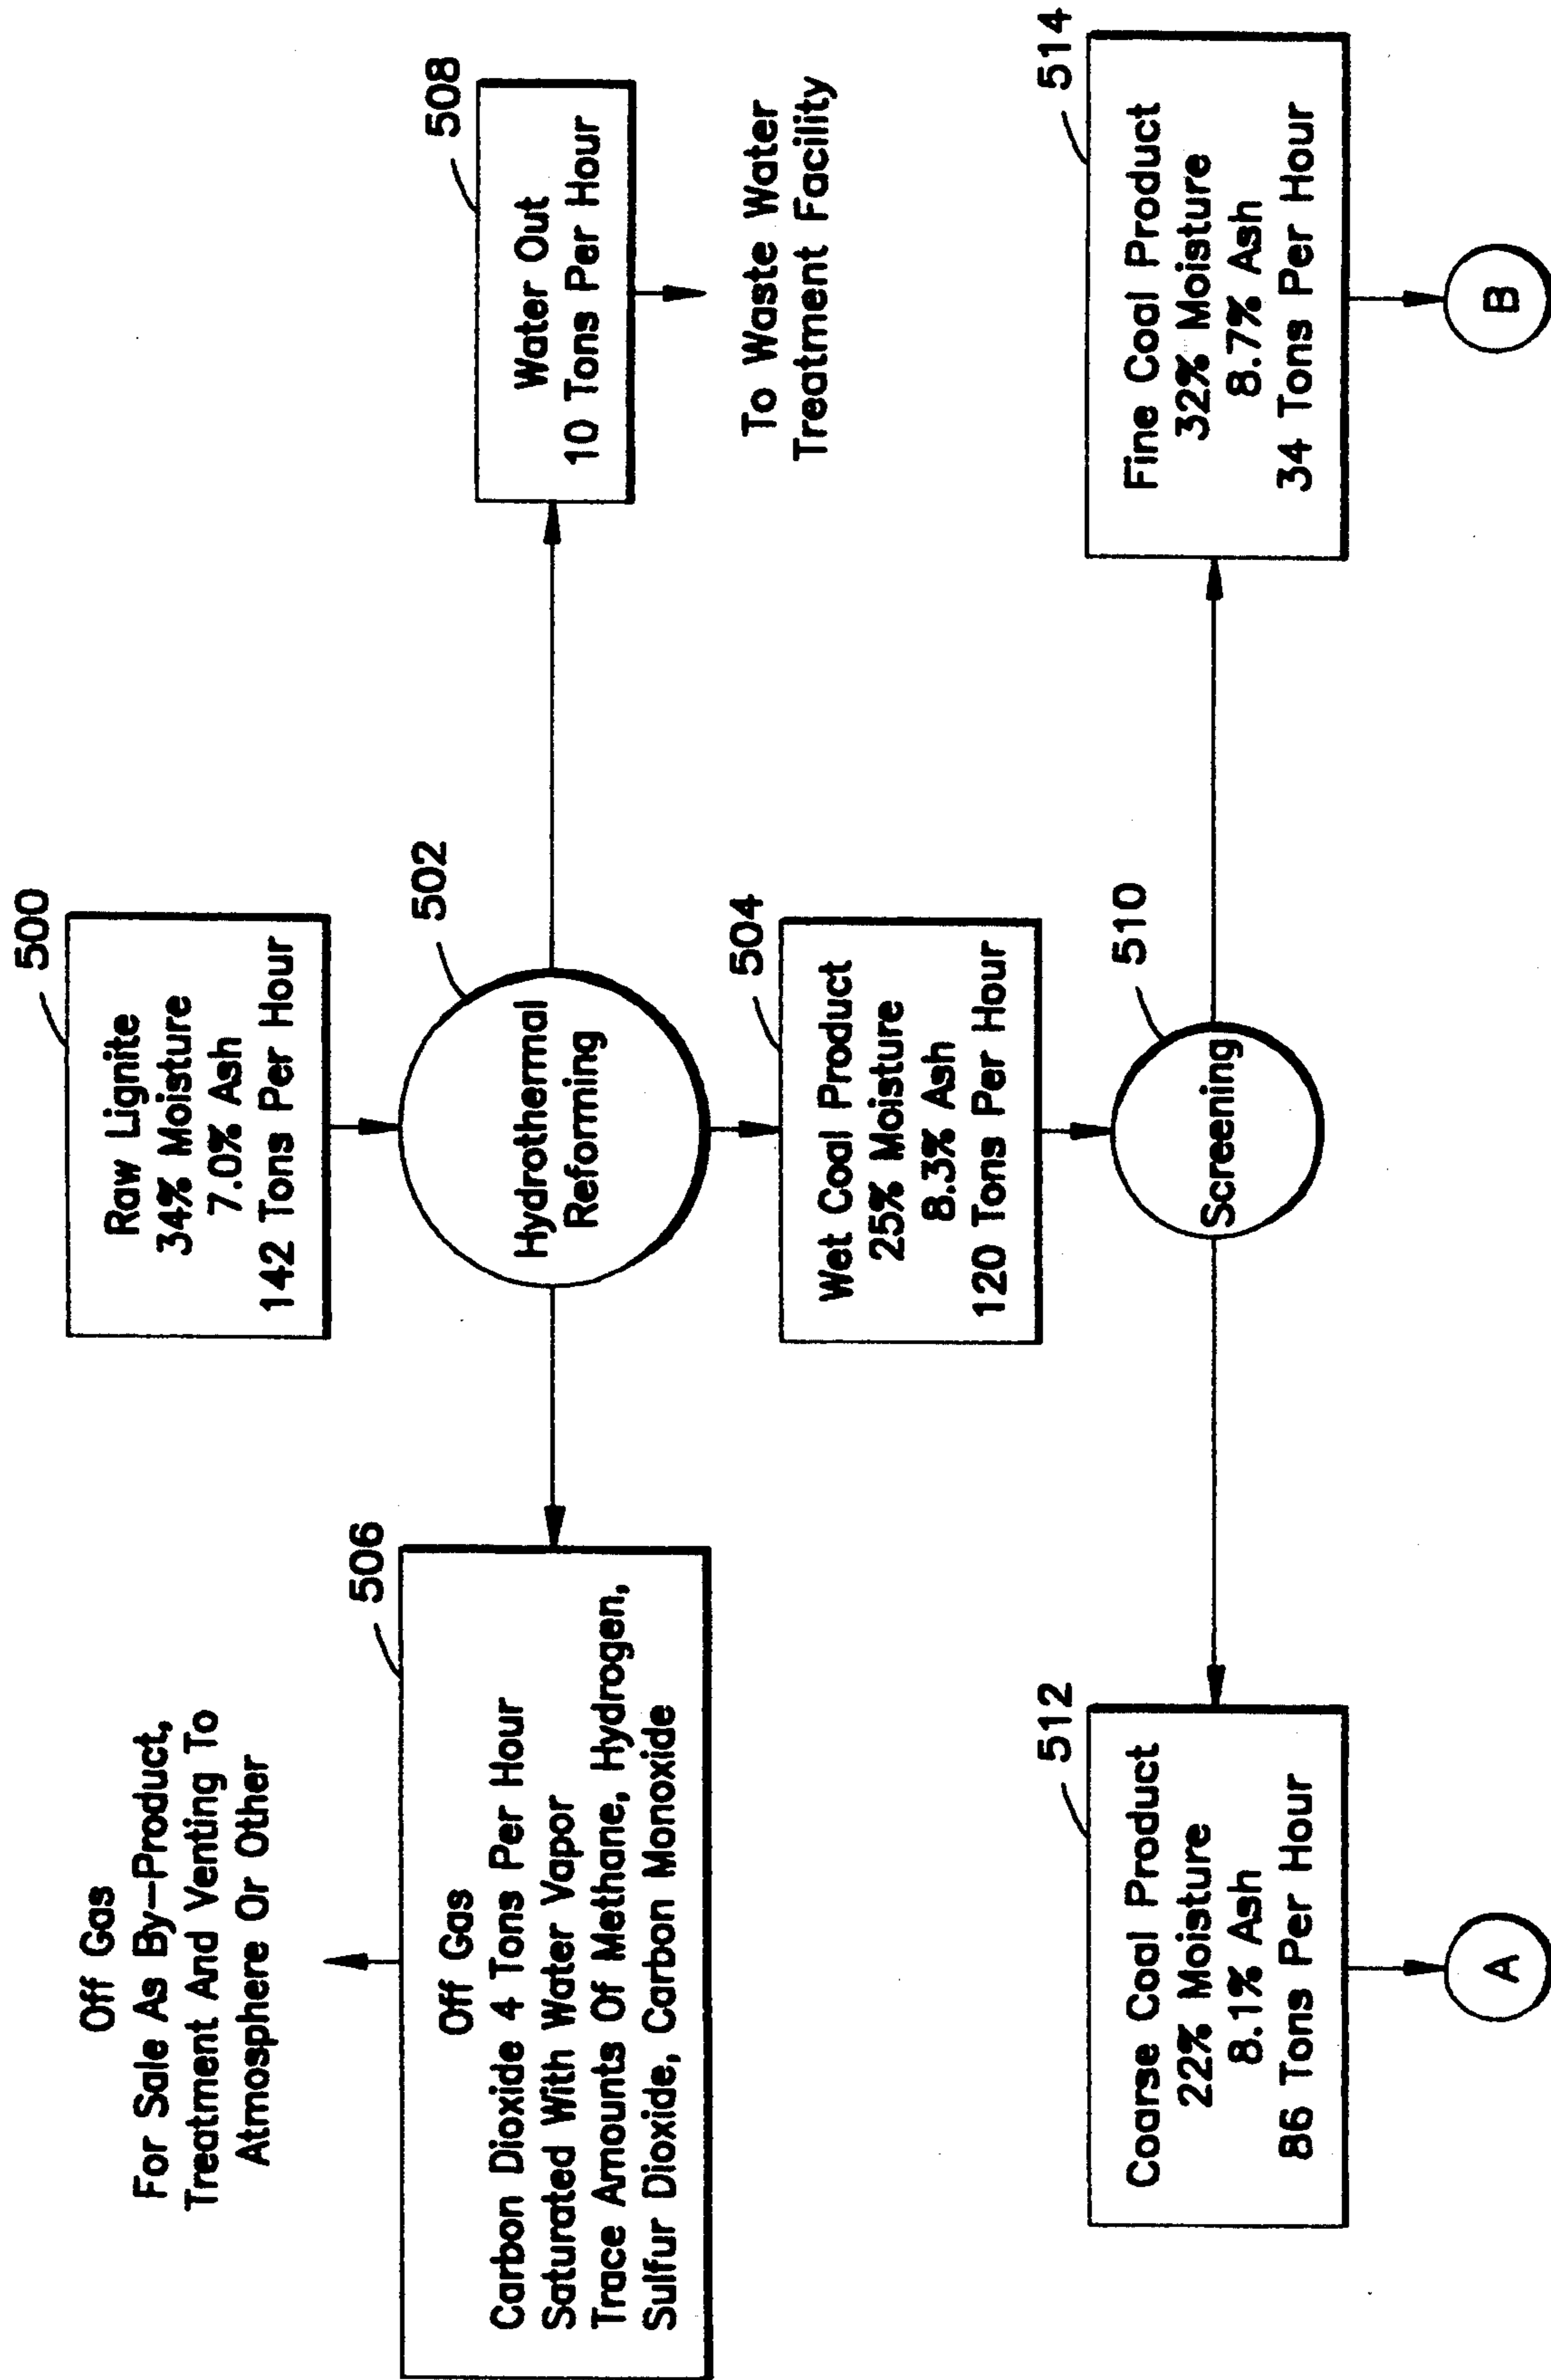 500
Raw Lignite
34% Moisture
7.0% Ash
142 Tons Per Hour
Off Gas
For Sale As By-Product,
Treatment And Venting To
Atmosphere Or Other
506
Off Gas
Carbon Dioxide 4 Tons Per Hour
Saturated With Water Vapor
Trace Amounts Of Methane, Hydrogen,
Sulfur Dioxide, Carbon Monoxide
502
Hydrothermal
Reforming
508
Water Out
10 Tons Per Hour
To Waste Water
Treatment Facility
504
Wet Coal Product
25% Moisture
8.3% Ash
120 Tons Per Hour
510
Screening
512
Coarse Coal Product
22% Moisture
8.1% Ash
86 Tons Per Hour
A
514
Fine Coal Product
32% Moisture
8.7% Ash
34 Tons Per Hour
B